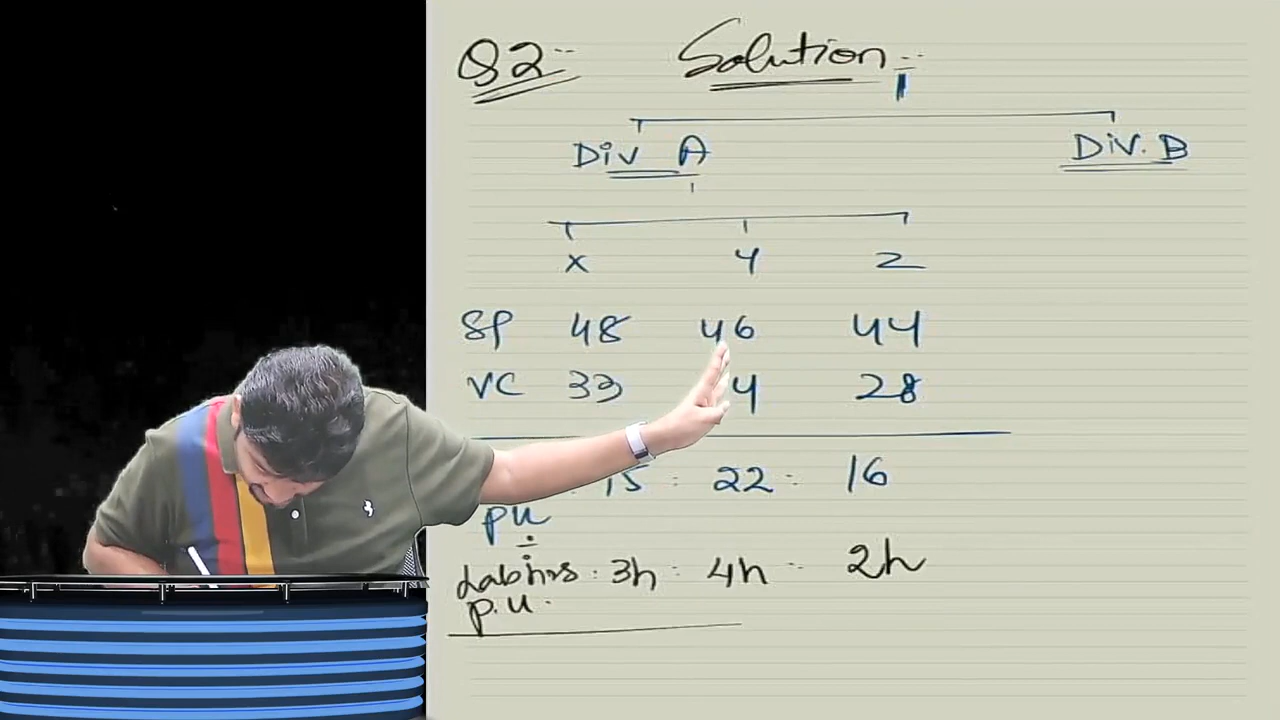 Q2:- Solution:-
Div A Div. B
x y z
SP 48 46 44
VC 33 4 28
: 15 : 22 : 16
pu
÷
Lab hrs : 3h : 4h : 2h
p.u.